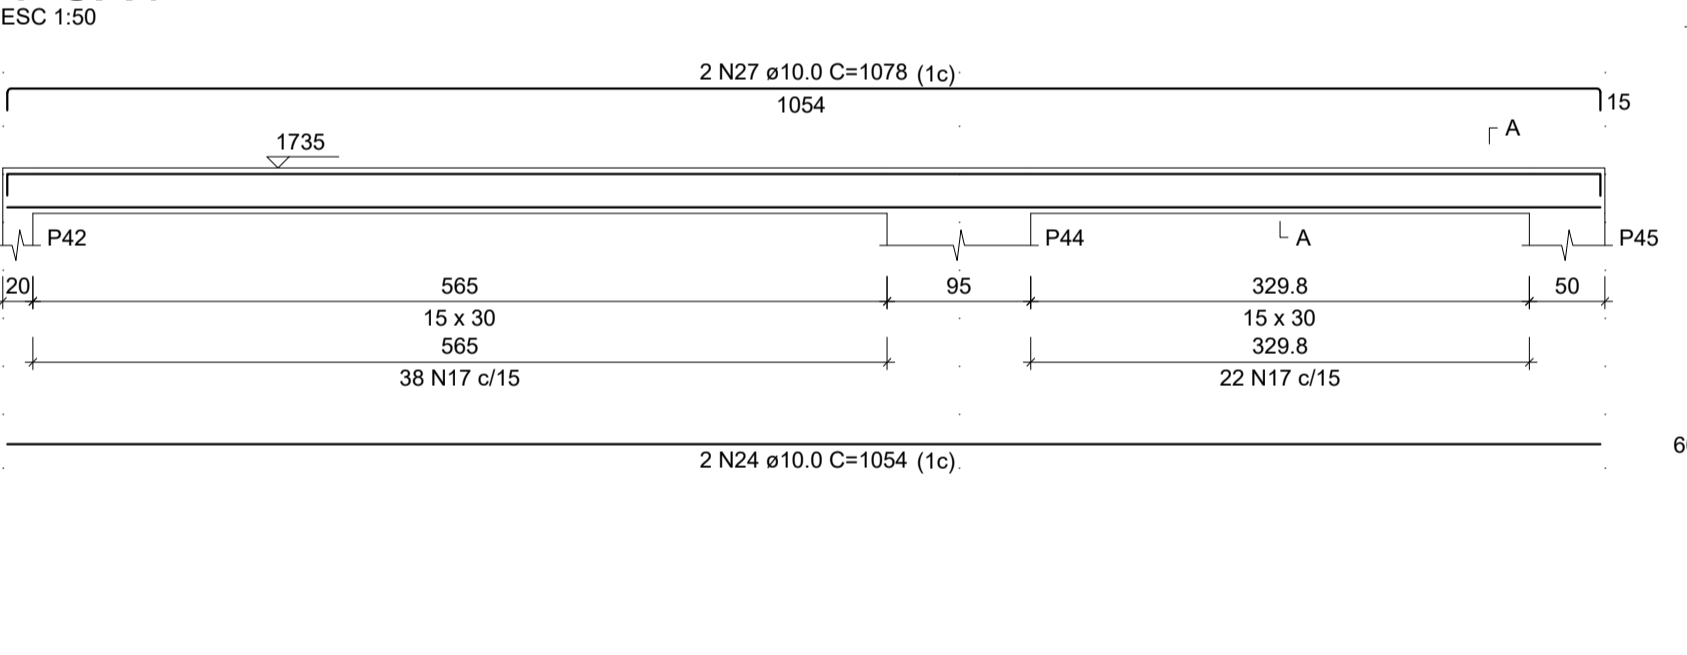 ESC 1:50
2 N27 ø10.0 C=1078 (1c)
1054
15
A
1735
P42
P44
A
P45
20
565
95
329.8
50
15 x 30
15 x 30
565
329.8
38 N17 c/15
22 N17 c/15
2 N24 ø10.0 C=1054 (1c)